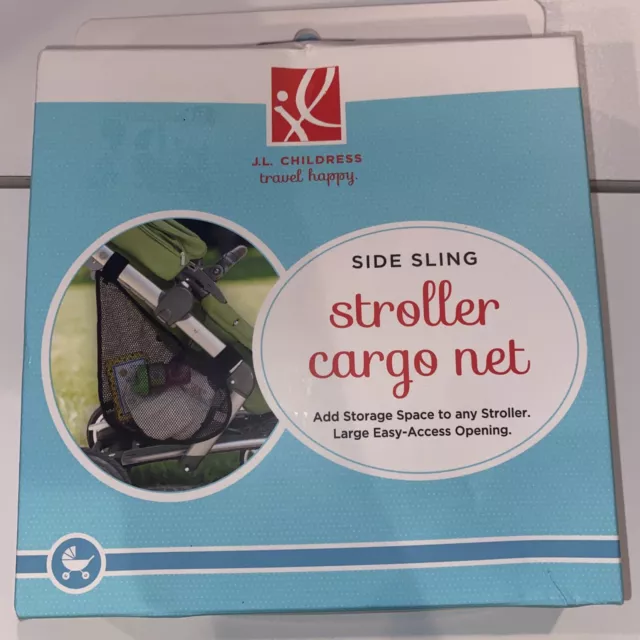 J.L. CHILDRESS
travel happy.
SIDE SLING
stroller
cargo net
Add Storage Space to any Stroller.
Large Easy-Access Opening.